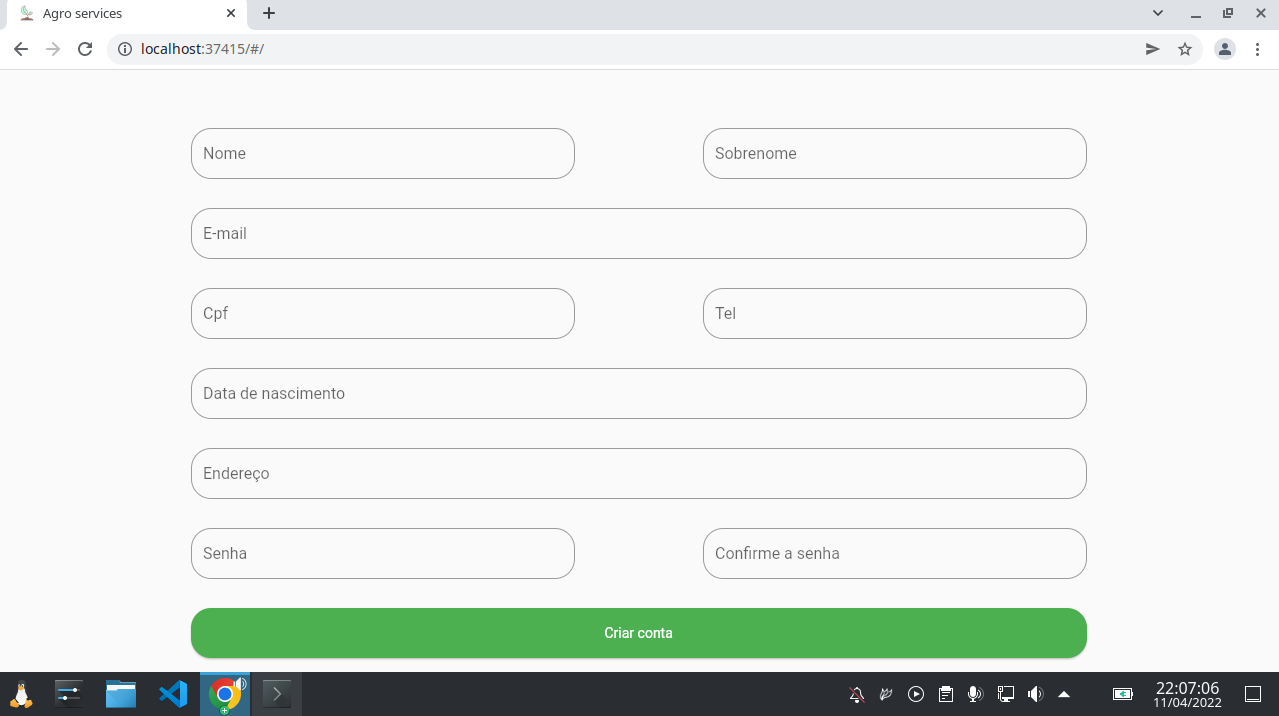 Agro services
localhost:37415/#/
Nome
Sobrenome
E-mail
Cpf
Tel
Data de nascimento
Endereço
Senha
Confirme a senha
Criar conta
22:07:06
11/04/2022